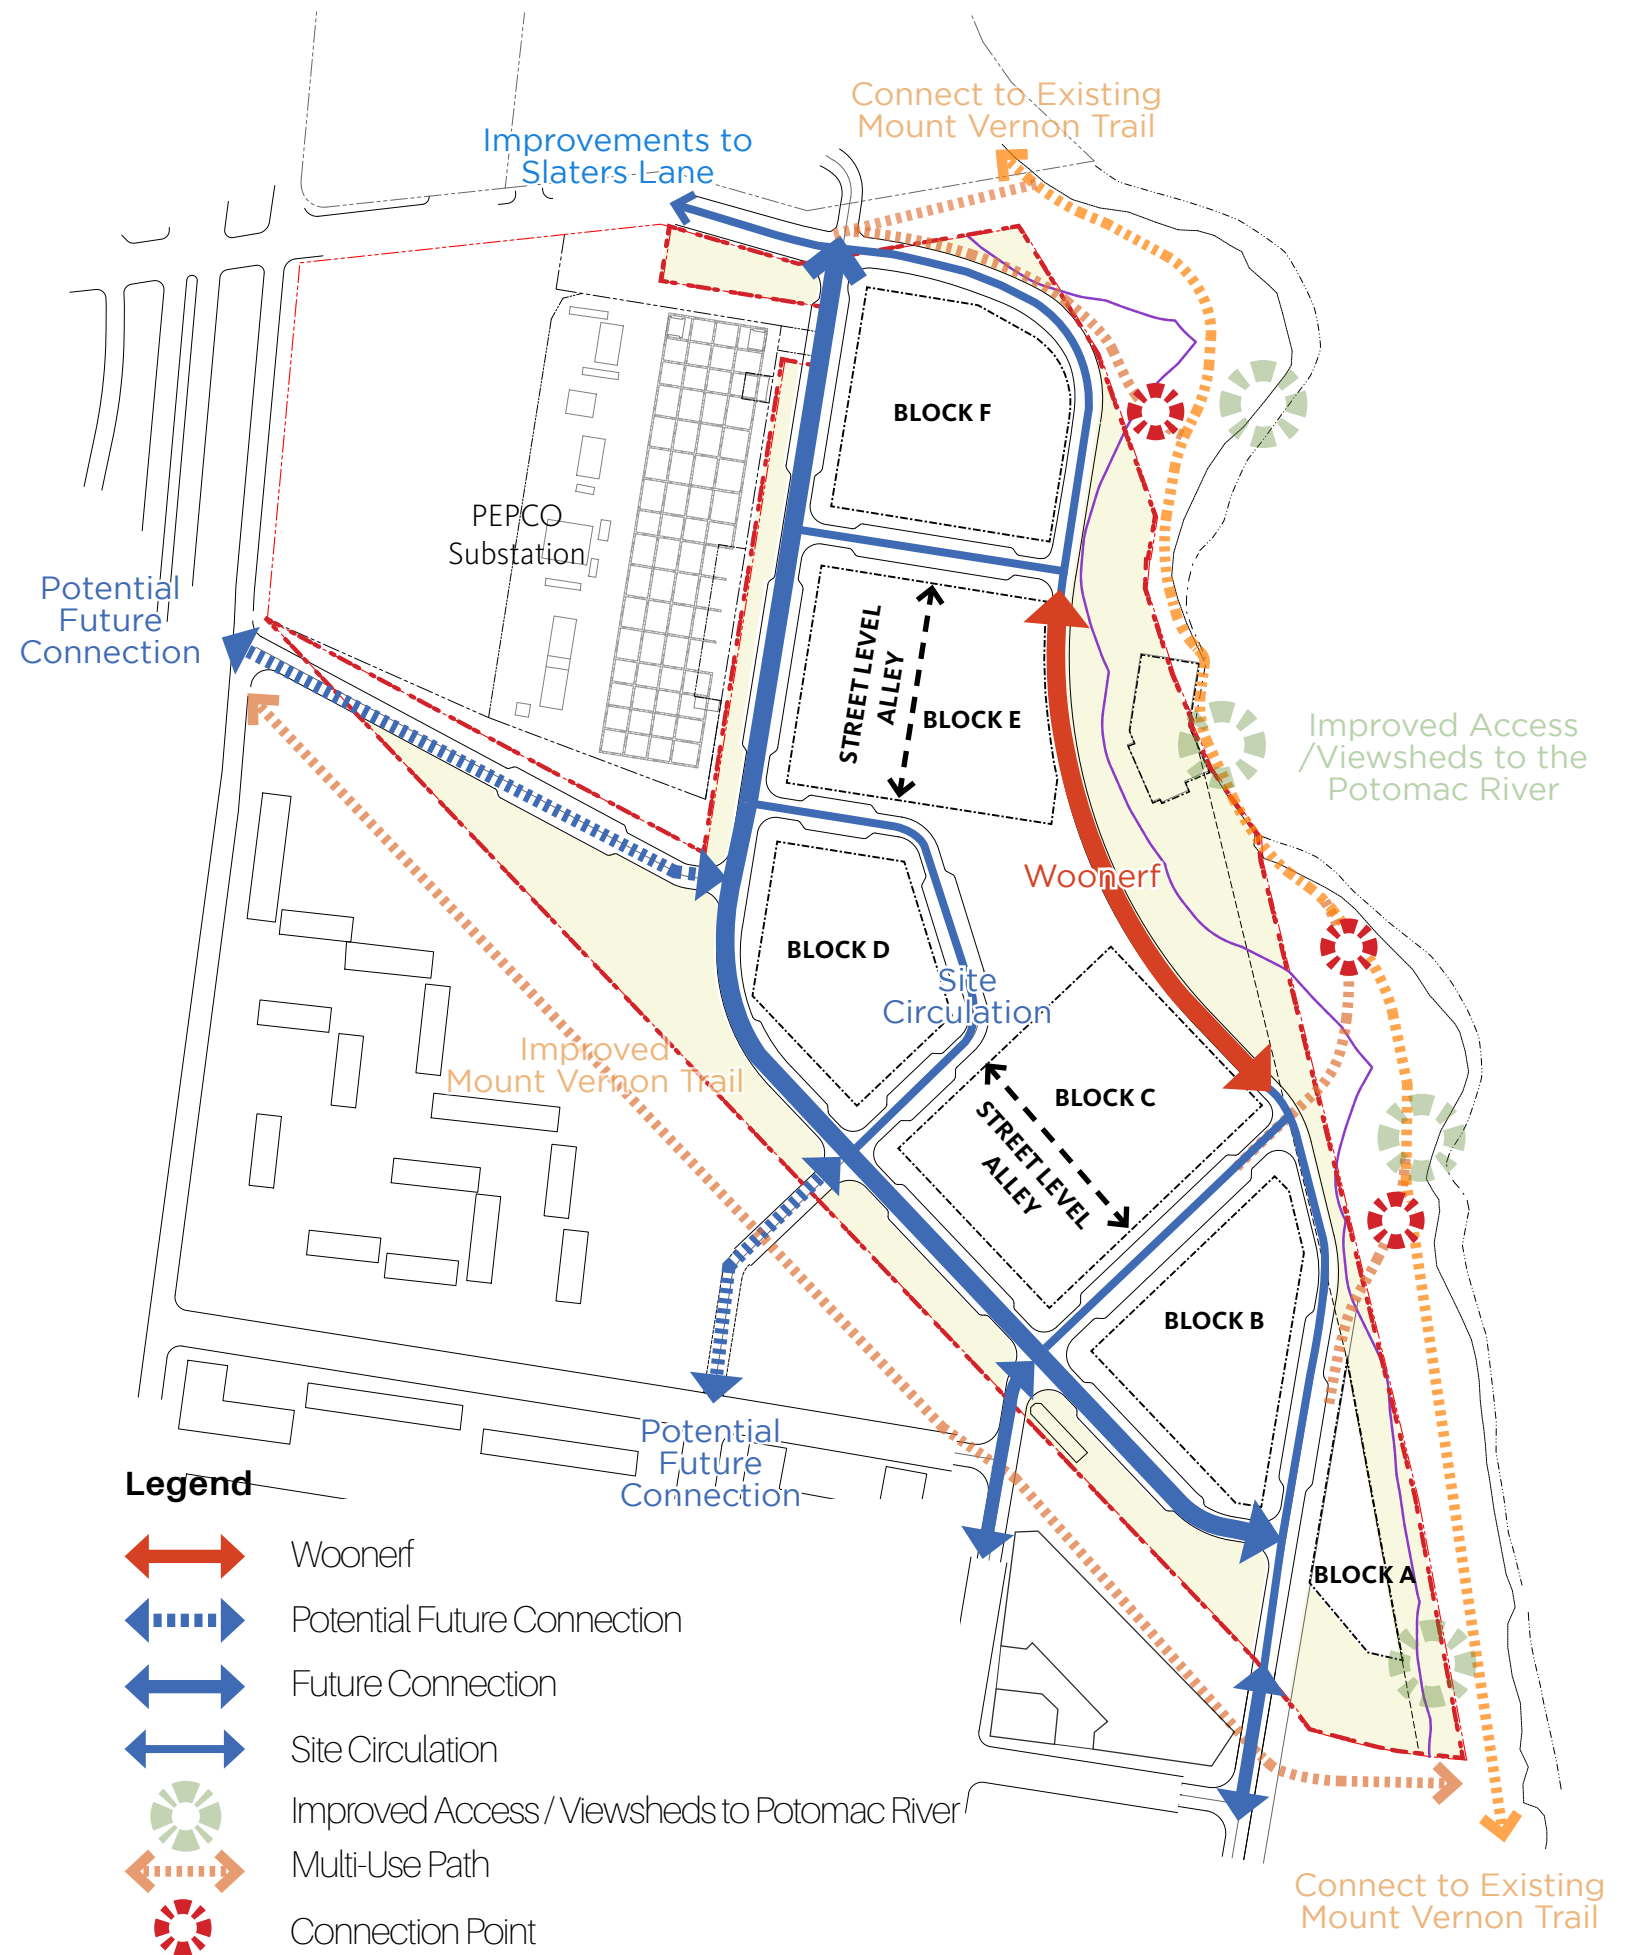 Connect to Existing
Mount Vernon Trail
Improvements to
Slaters Lane
BLOCK F
PEPCO
Substation
Potential
Future
Connection
STREET LEVEL
ALLEY
BLOCK E
Improved Access
/Viewsheds to the
Potomac River
Woonerf
BLOCK D
Site
Circulation
Improved
Mount Vernon Trail
BLOCK C
STREET LEVEL
ALLEY
BLOCK B
Potential
Future
Connection
BLOCK A
Legend
Woonerf
Potential Future Connection
Future Connection
Site Circulation
Improved Access / Viewsheds to Potomac River
Multi-Use Path
Connection Point
Connect to Existing
Mount Vernon Trail